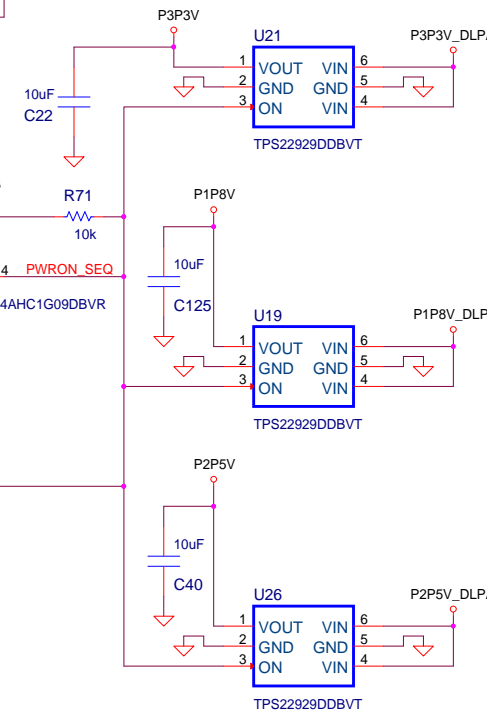 P3P3V
U21
P3P3V_DLP
1 VOUT VIN 6
2 GND GND 5
3 ON VIN 4
TPS22929DDBVT
10uF
C22
R71
10k
4 PWRON_SEQ
4AHC1G09DBVR
P1P8V
10uF
C125
U19
P1P8V_DLP
1 VOUT VIN 6
2 GND GND 5
3 ON VIN 4
TPS22929DDBVT
P2P5V
10uF
C40
U26
P2P5V_DLP
1 VOUT VIN 6
2 GND GND 5
3 ON VIN 4
TPS22929DDBVT